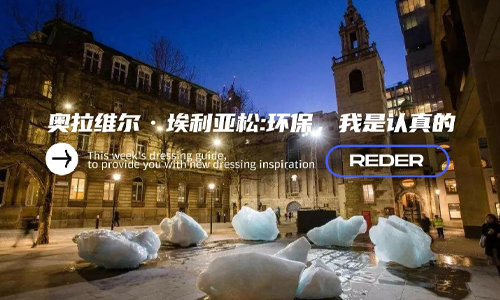 奥拉维尔·埃利亚松:环保，我是认真的
This week's dressing guide,
to provide you with new dressing inspiration
REDER